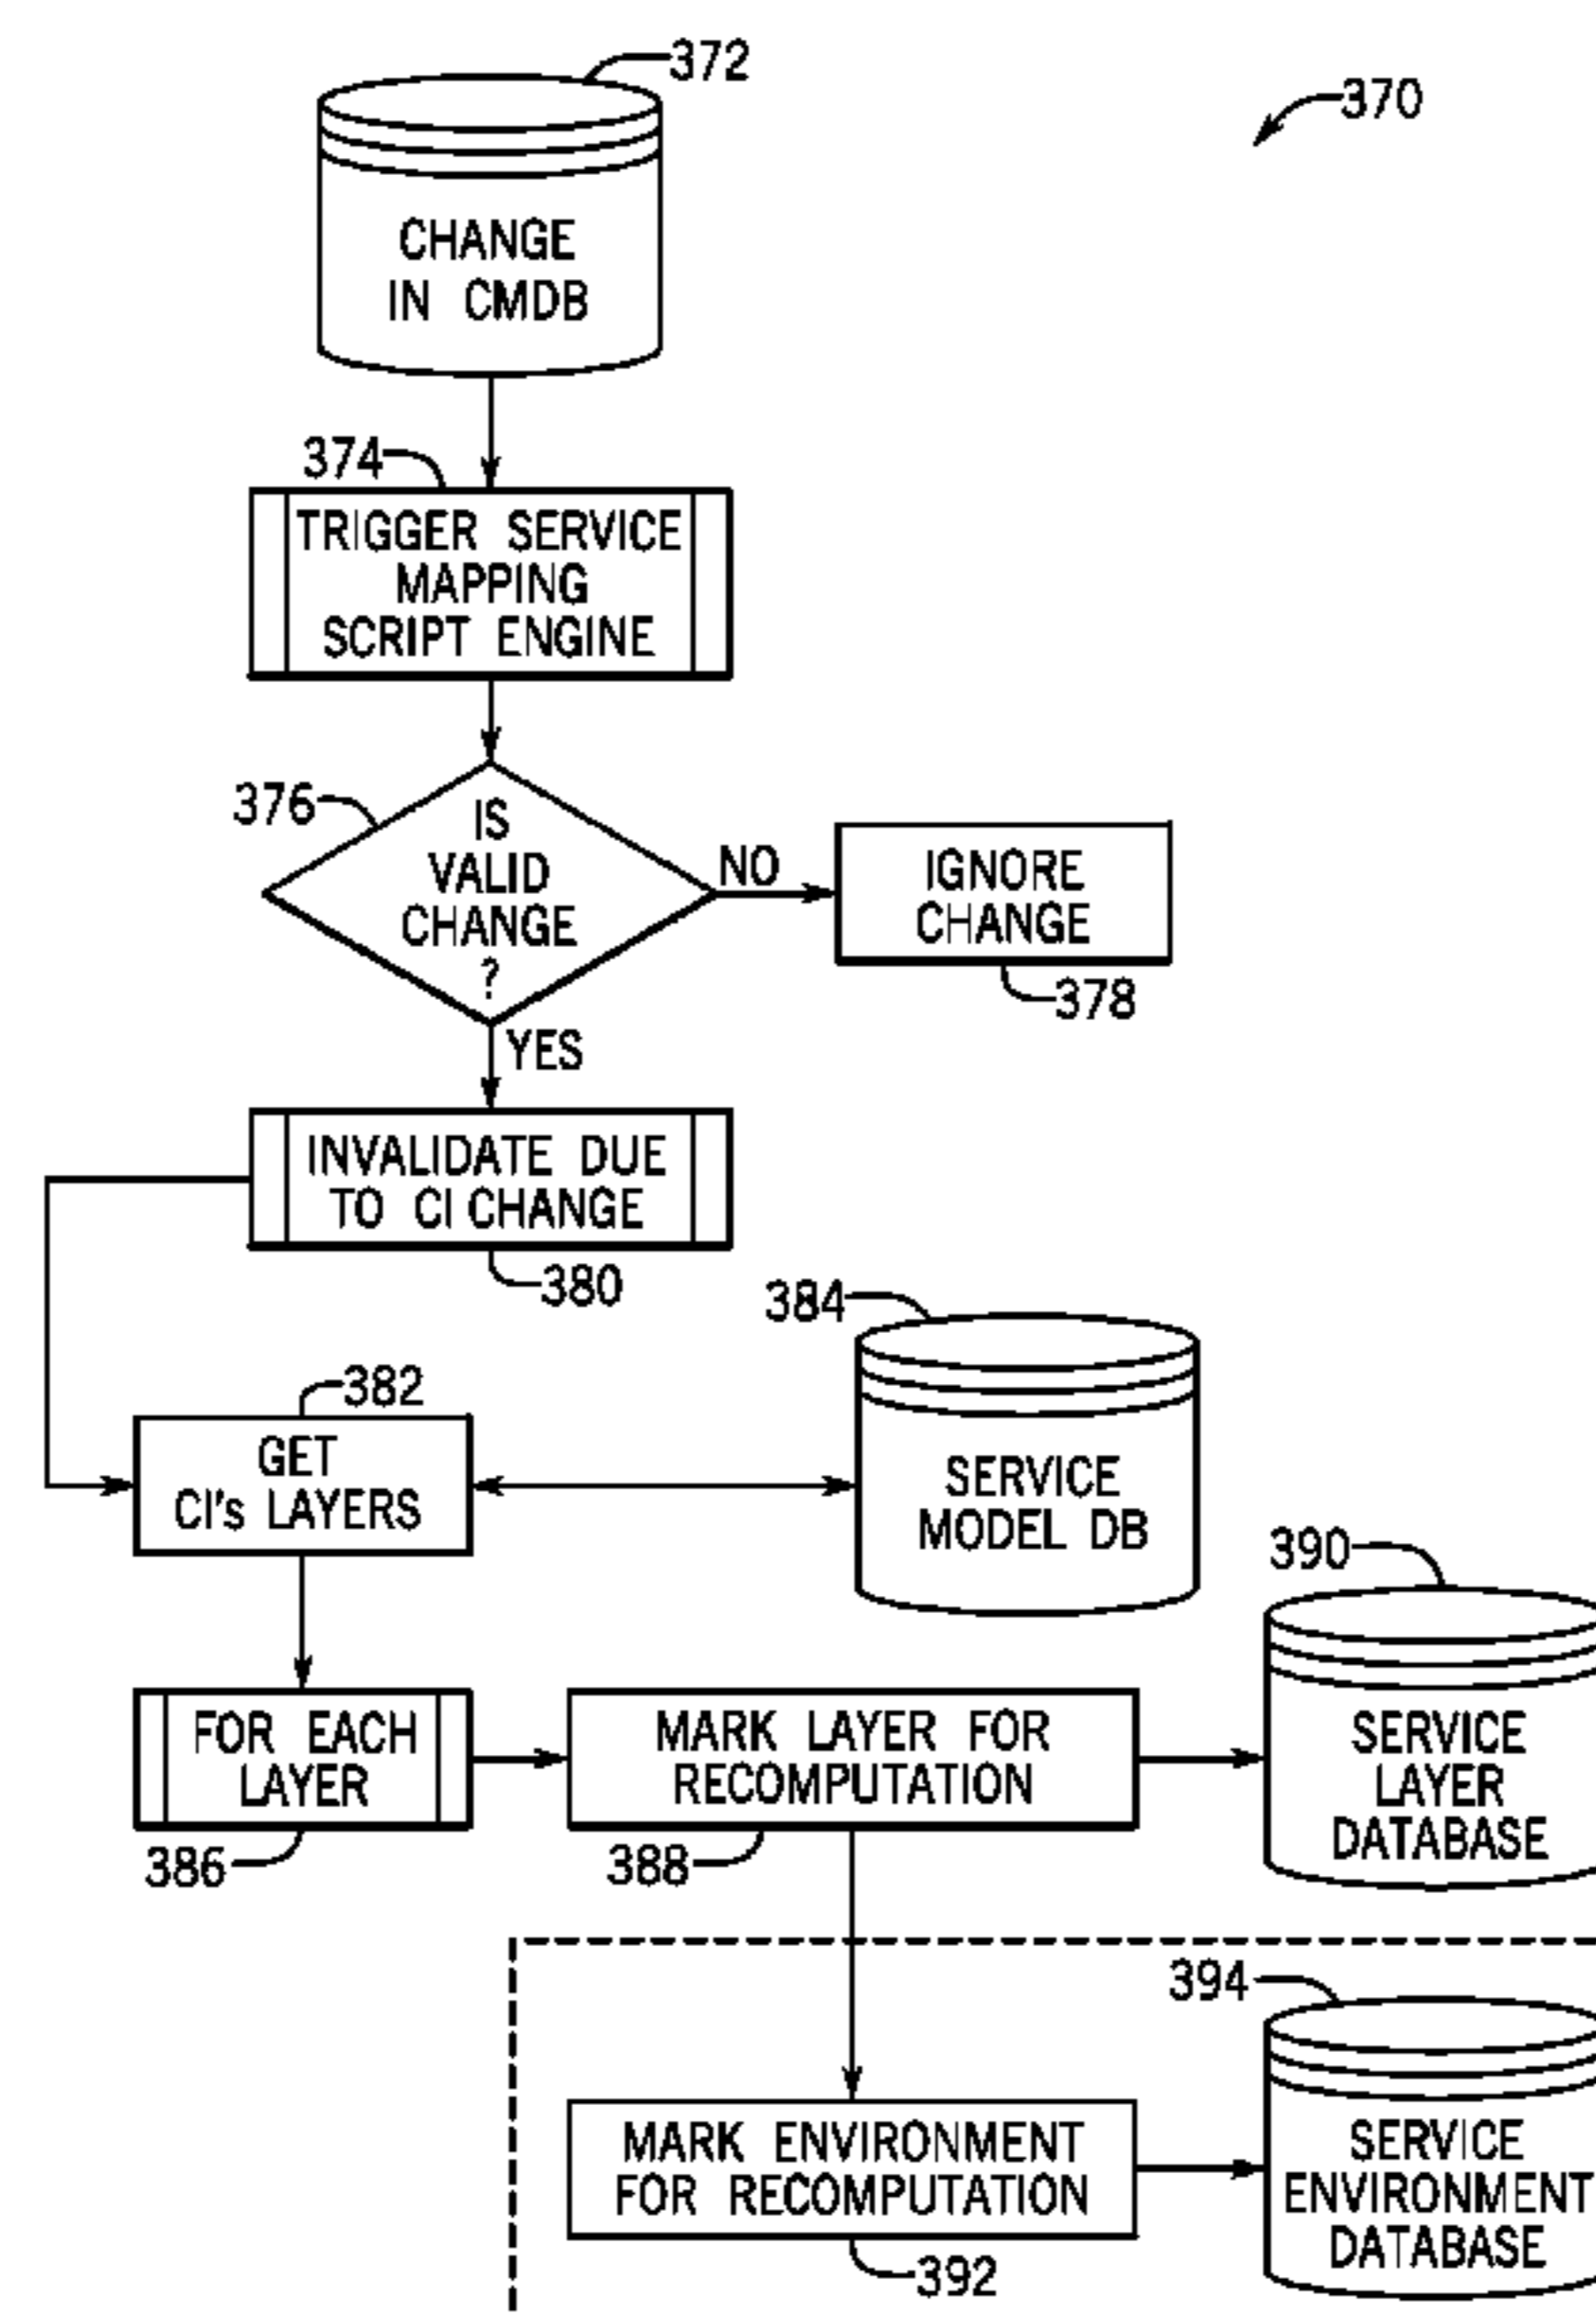 372
370
CHANGE
IN CMDB
374
TRIGGER SERVICE
MAPPING
SCRIPT ENGINE
376
IS
VALID
CHANGE
?
NO
IGNORE
CHANGE
378
YES
INVALIDATE DUE
TO CI CHANGE
380
384
382
GET
CI's LAYERS
SERVICE
MODEL DB
390
FOR EACH
LAYER
386
MARK LAYER FOR
RECOMPUTATION
388
SERVICE
LAYER
DATABASE
394
MARK ENVIRONMENT
FOR RECOMPUTATION
392
SERVICE
ENVIRONMENT
DATABASE